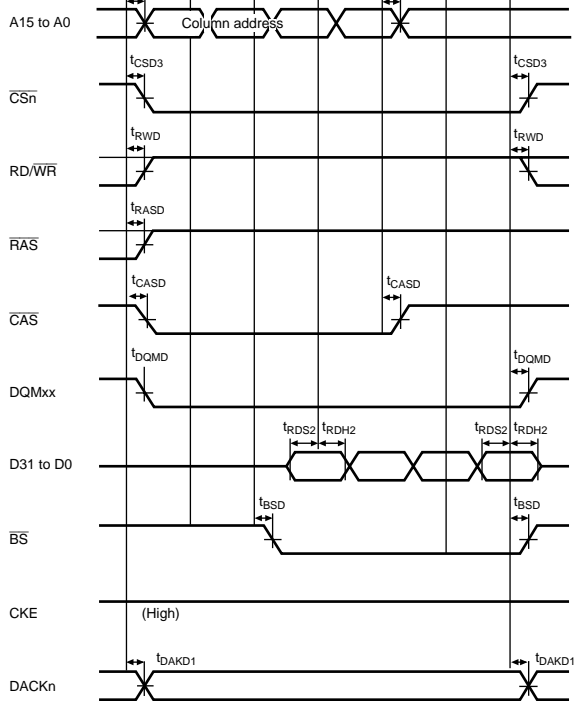 A15 to A0
Column address
tCSD3 tCSD3
CSn
tRWD tRWD
RD/WR
tRASD
RAS
tCASD tCASD
CAS
tDQMD tDQMD
DQMxx
tRDS2 tRDH2 tRDS2 tRDH2
D31 to D0
tBSD tBSD
BS
CKE (High)
tDAKD1 tDAKD1
DACKn